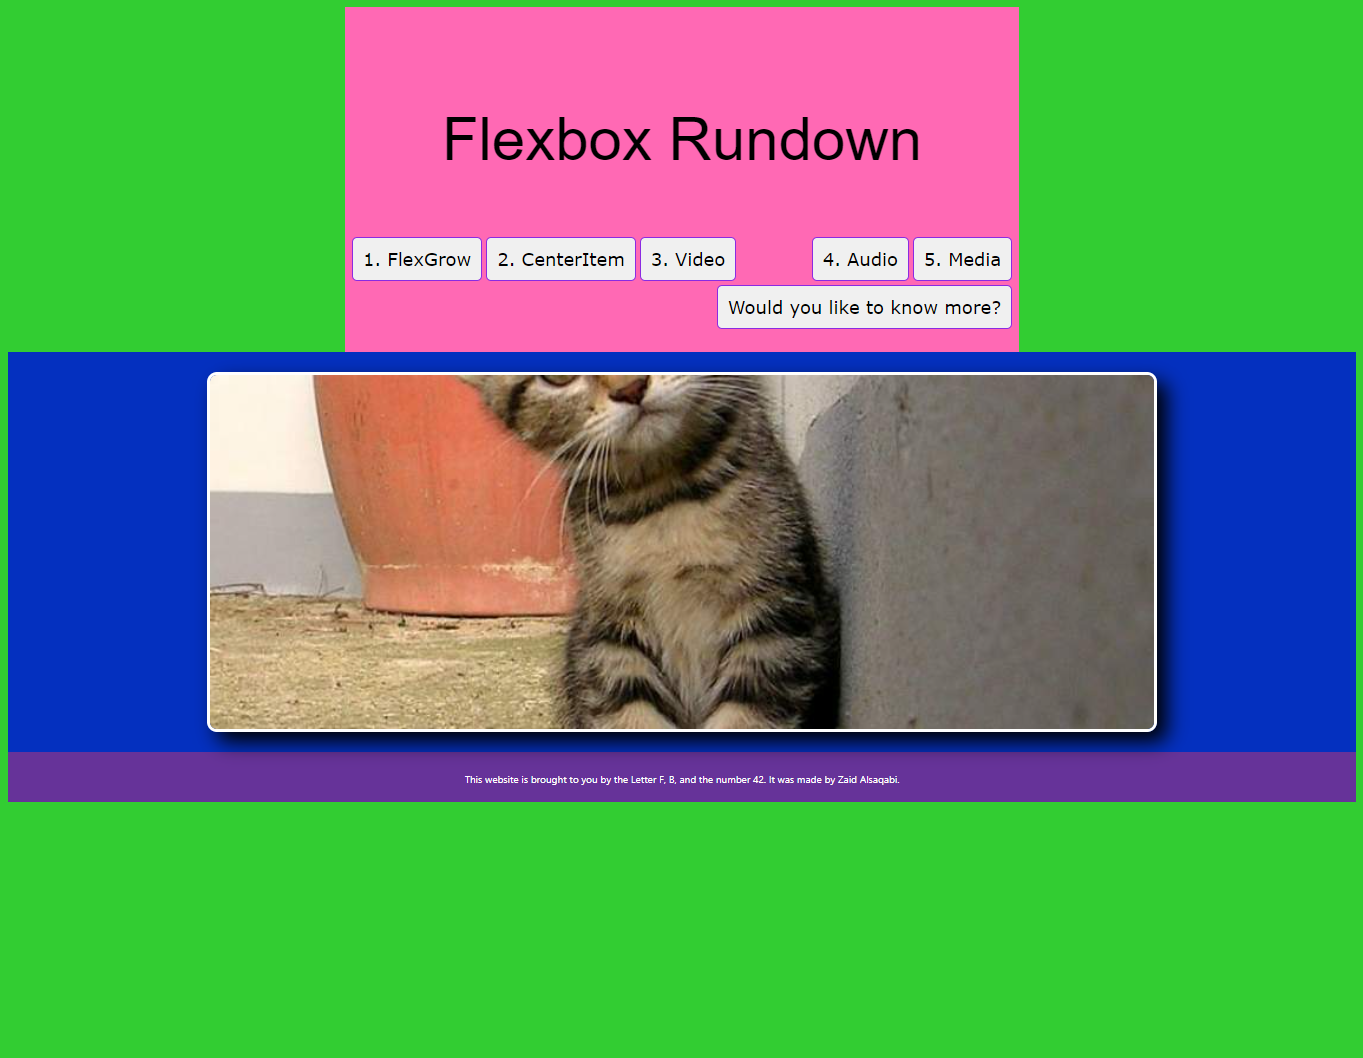 Flexbox Rundown
1. FlexGrow 2. CenterItem 3. Video 4. Audio 5. Media
Would you like to know more?
This website is brought to you by the Letter F, B, and the number 42. It was made by Zaid Alsaqabi.